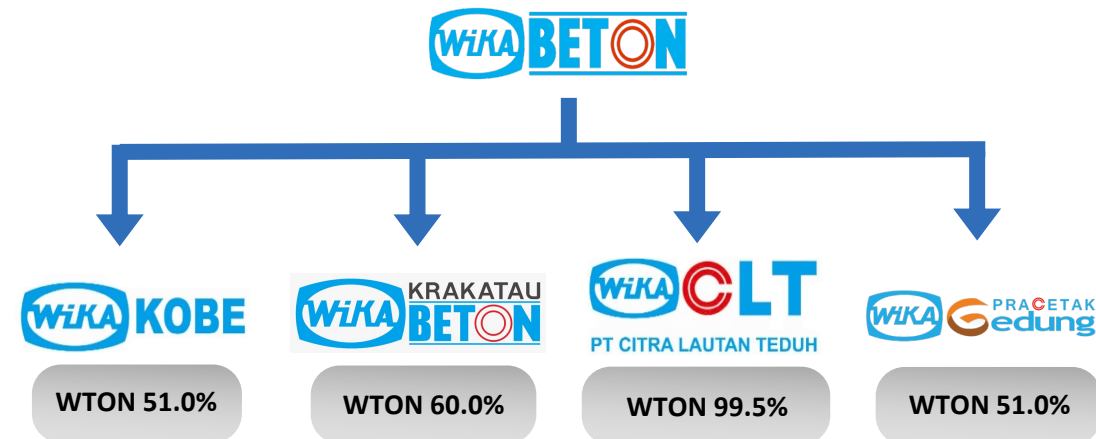 WiKA BETON
WiKA KOBE
WTON 51.0%
WiKA KRAKATAU
BETON
WTON 60.0%
WiKA CLT
PT CITRA LAUTAN TEDUH
WTON 99.5%
WiKA PRACETAK
Gedung
WTON 51.0%